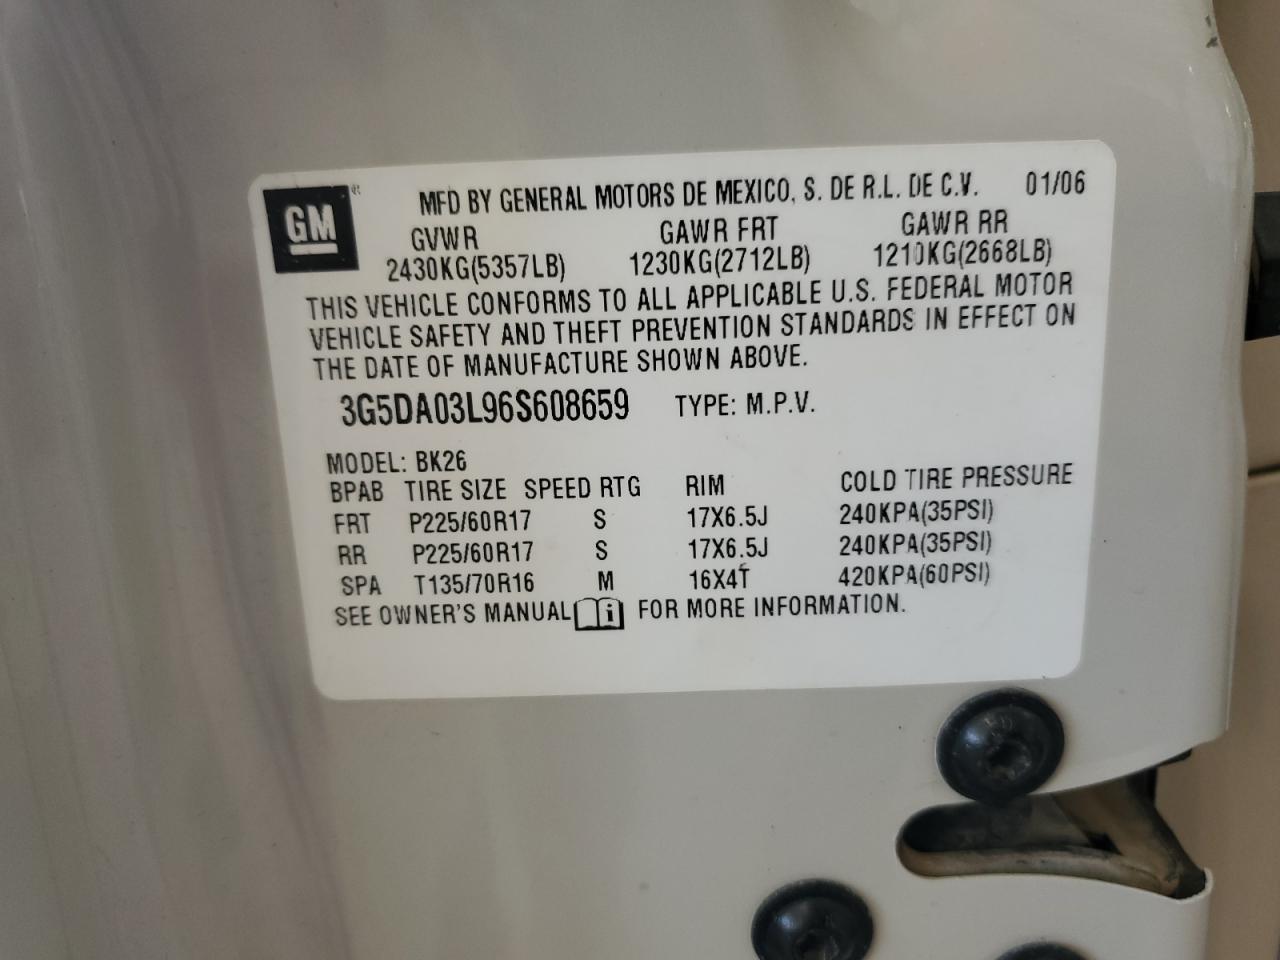 GM ®
MFD BY GENERAL MOTORS DE MEXICO, S. DE R.L. DE C.V. 01/06
GVWR GAWR FRT GAWR RR
2430KG(5357LB) 1230KG(2712LB) 1210KG(2668LB)
THIS VEHICLE CONFORMS TO ALL APPLICABLE U.S. FEDERAL MOTOR
VEHICLE SAFETY AND THEFT PREVENTION STANDARDS IN EFFECT ON
THE DATE OF MANUFACTURE SHOWN ABOVE.
3G5DA03L96S608659 TYPE: M.P.V.
MODEL: BK26
BPAB TIRE SIZE SPEED RTG RIM COLD TIRE PRESSURE
FRT P225/60R17 S 17X6.5J 240KPA(35PSI)
RR P225/60R17 S 17X6.5J 240KPA(35PSI)
SPA T135/70R16 M 16X4T 420KPA(60PSI)
SEE OWNER'S MANUAL i FOR MORE INFORMATION.